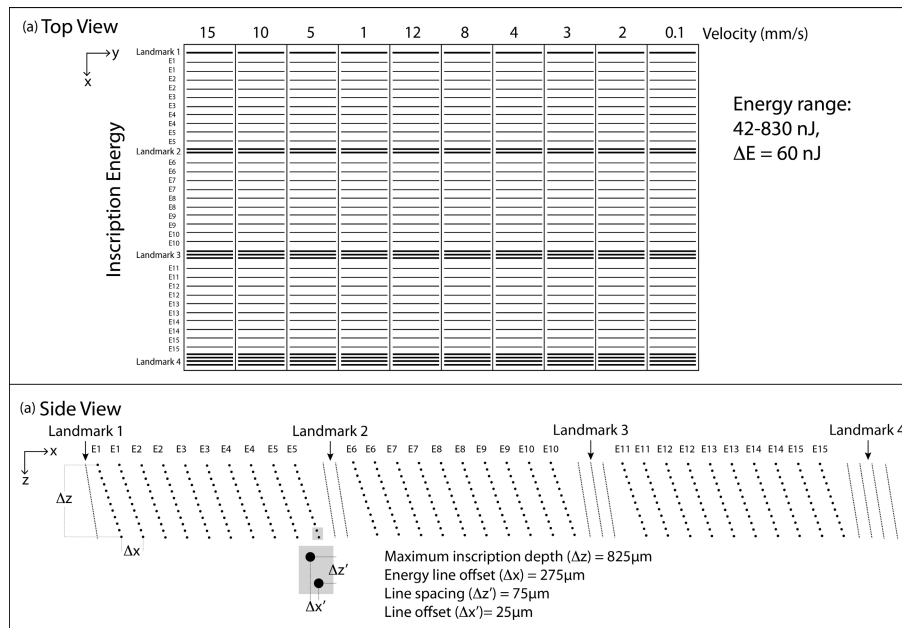 (a) Top View
15 10 5 1 12 8 4 3 2 0.1 Velocity (mm/s)
y
x
Inscription Energy
Landmark 1
E1
E1
E2
E2
E3
E3
E4
E4
E5
E5
Landmark 2
E6
E6
E7
E7
E8
E8
E9
E9
E10
E10
Landmark 3
E11
E11
E12
E12
E13
E13
E14
E14
E15
E15
Landmark 4
Energy range:
42-830 nJ,
ΔE = 60 nJ
(a) Side View
Landmark 1 Landmark 2 Landmark 3 Landmark 4
x
z
E1 E1 E2 E2 E3 E3 E4 E4 E5 E5 E6 E6 E7 E7 E8 E8 E9 E9 E10 E10 E11 E11 E12 E12 E13 E13 E14 E14 E15 E15
Δz
Δx
Δz'
Δx'
Maximum inscription depth (Δz) = 825μm
Energy line offset (Δx) = 275μm
Line spacing (Δz') = 75μm
Line offset (Δx')= 25μm